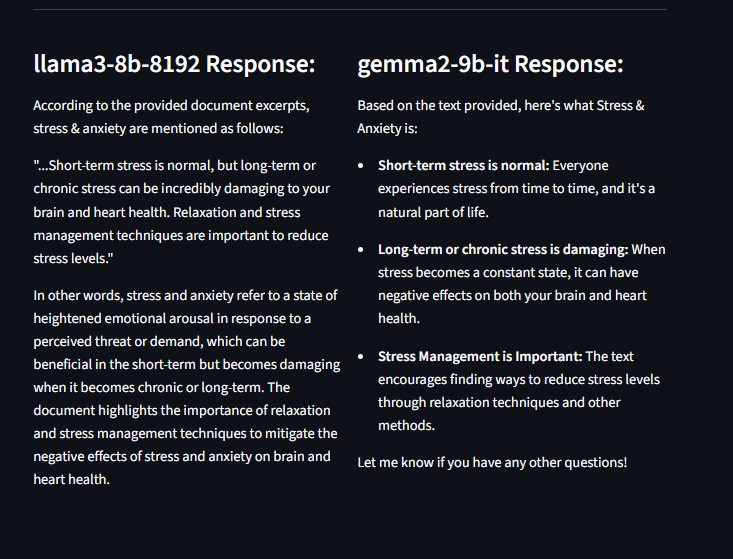 llama3-8b-8192 Response:
According to the provided document excerpts,
stress & anxiety are mentioned as follows:
"...Short-term stress is normal, but long-term or
chronic stress can be incredibly damaging to your
brain and heart health. Relaxation and stress
management techniques are important to reduce
stress levels."
In other words, stress and anxiety refer to a state of
heightened emotional arousal in response to a
perceived threat or demand, which can be
beneficial in the short-term but becomes damaging
when it becomes chronic or long-term. The
document highlights the importance of relaxation
and stress management techniques to mitigate the
negative effects of stress and anxiety on brain and
heart health.
gemma2-9b-it Response:
Based on the text provided, here's what Stress &
Anxiety is:
• Short-term stress is normal: Everyone
experiences stress from time to time, and it's a
natural part of life.
• Long-term or chronic stress is damaging: When
stress becomes a constant state, it can have
negative effects on both your brain and heart
health.
• Stress Management is Important: The text
encourages finding ways to reduce stress levels
through relaxation techniques and other
methods.
Let me know if you have any other questions!